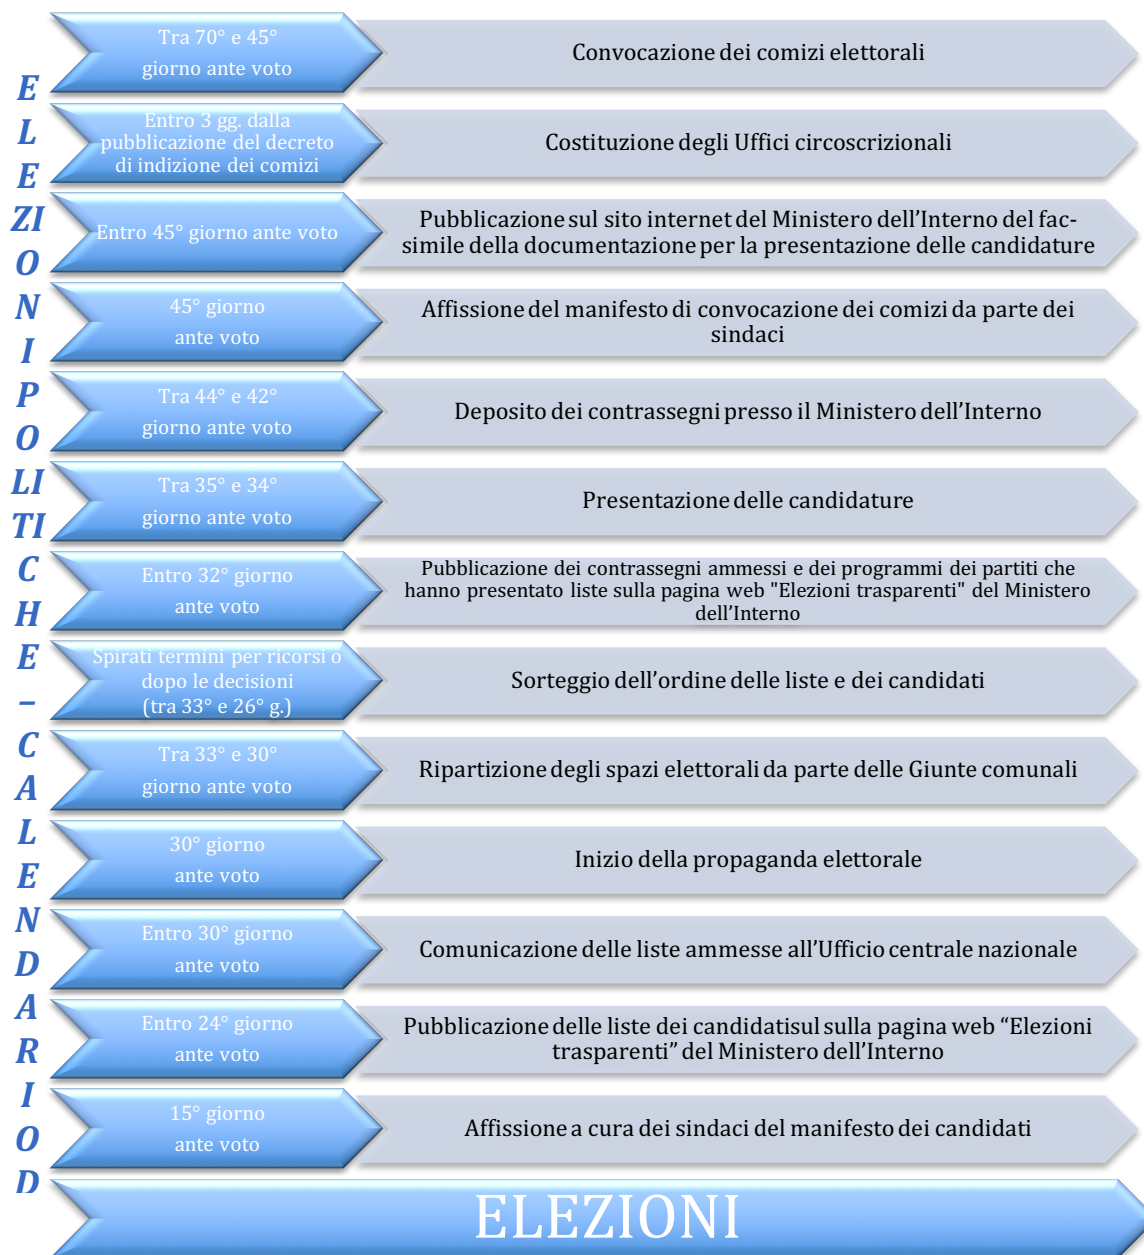 E
L
E
ZI
O
N
I
P
O
LI
TI
C
H
E
–
C
A
L
E
N
D
A
R
I
O
D
Tra 70° e 45°
giorno ante voto
Convocazione dei comizi elettorali
Entro 3 gg. dalla
pubblicazione del decreto
di indizione dei comizi
Costituzione degli Uffici circoscrizionali
Entro 45° giorno ante voto
Pubblicazione sul sito internet del Ministero dell’Interno del fac-
simile della documentazione per la presentazione delle candidature
45° giorno
ante voto
Affissione del manifesto di convocazione dei comizi da parte dei
sindaci
Tra 44° e 42°
giorno ante voto
Deposito dei contrassegni presso il Ministero dell’Interno
Tra 35° e 34°
giorno ante voto
Presentazione delle candidature
Entro 32° giorno
ante voto
Pubblicazione dei contrassegni ammessi e dei programmi dei partiti che
hanno presentato liste sulla pagina web "Elezioni trasparenti" del Ministero
dell’Interno
Spirati termini per ricorsi o
dopo le decisioni
(tra 33° e 26° g.)
Sorteggio dell’ordine delle liste e dei candidati
Tra 33° e 30°
giorno ante voto
Ripartizione degli spazi elettorali da parte delle Giunte comunali
30° giorno
ante voto
Inizio della propaganda elettorale
Entro 30° giorno
ante voto
Comunicazione delle liste ammesse all’Ufficio centrale nazionale
Entro 24° giorno
ante voto
Pubblicazione delle liste dei candidatisul sulla pagina web “Elezioni
trasparenti” del Ministero dell’Interno
15° giorno
ante voto
Affissione a cura dei sindaci del manifesto dei candidati
ELEZIONI